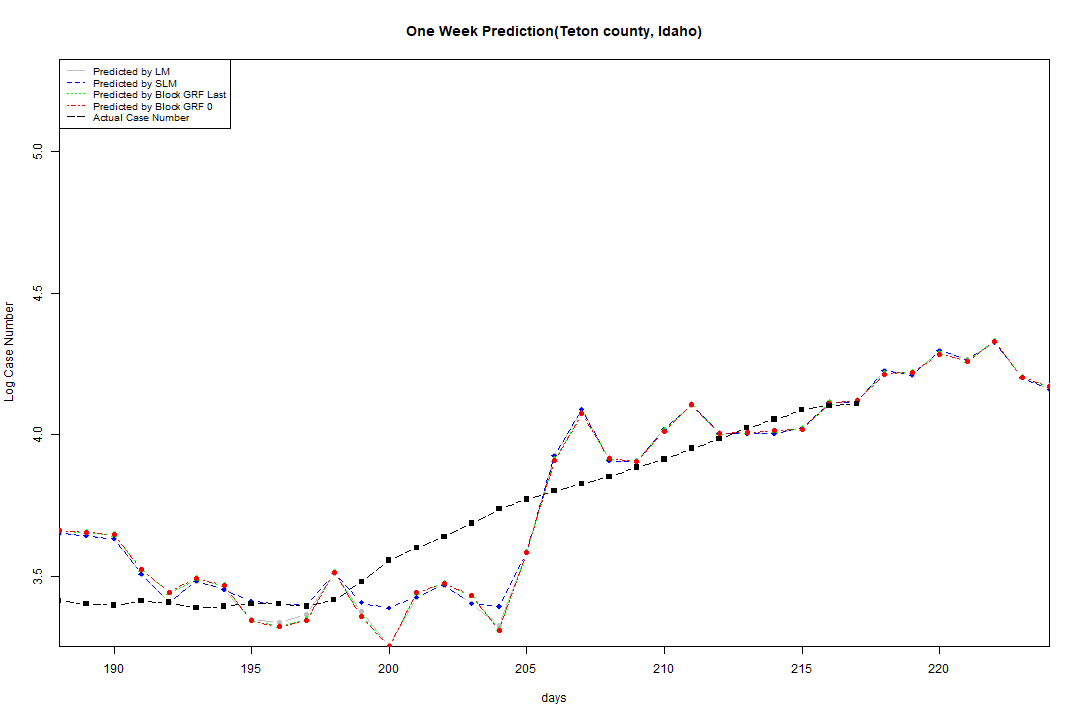 One Week Prediction(Teton county, Idaho)
Predicted by LM
Predicted by SLM
Predicted by Block GRF Last
Predicted by Block GRF 0
Actual Case Number
5.0
4.5
4.0
3.5
Log Case Number
190 195 200 205 210 215 220
days